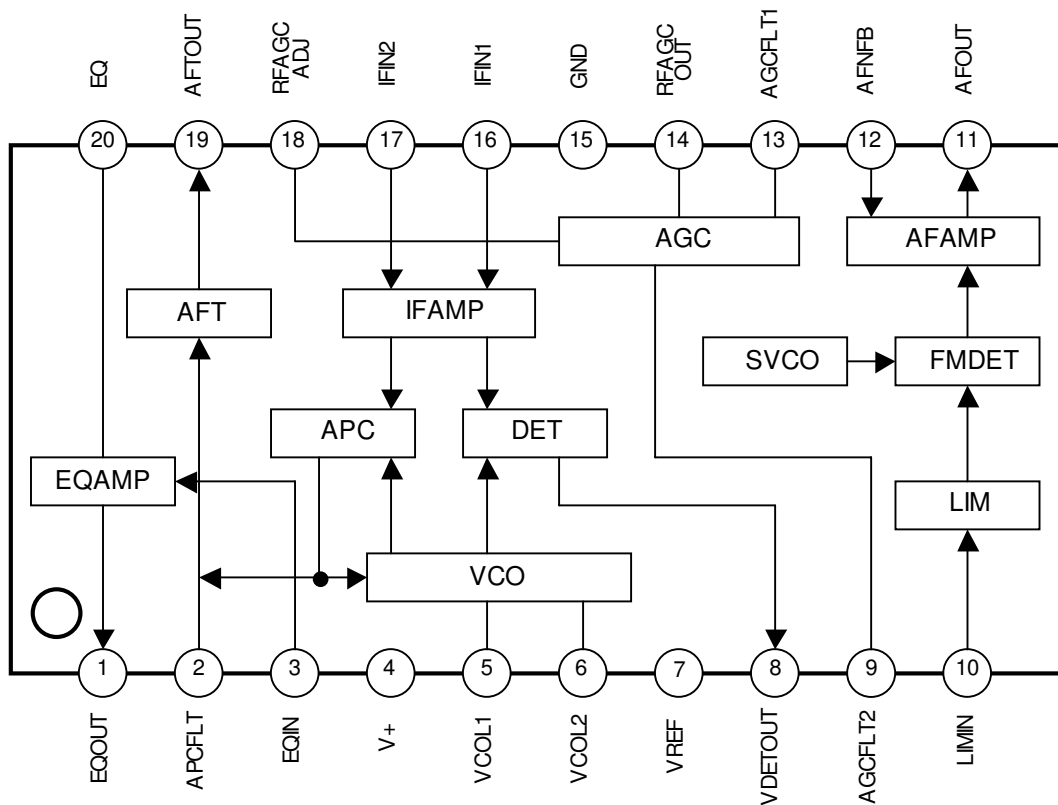 EQ
AFTOUT
RFAGC
ADJ
IFIN2
IFIN1
GND
RFAGC
OUT
AGCFLT1
AFNFB
AFOUT
20
19
18
17
16
15
14
13
12
11
AGC
AFAMP
AFT
IFAMP
SVCO
FMDET
APC
DET
EQAMP
LIM
VCO
1
2
3
4
5
6
7
8
9
10
EQOUT
APCFLT
EQIN
V+
VCOL1
VCOL2
VREF
VDETOUT
AGCFLT2
LIMIN